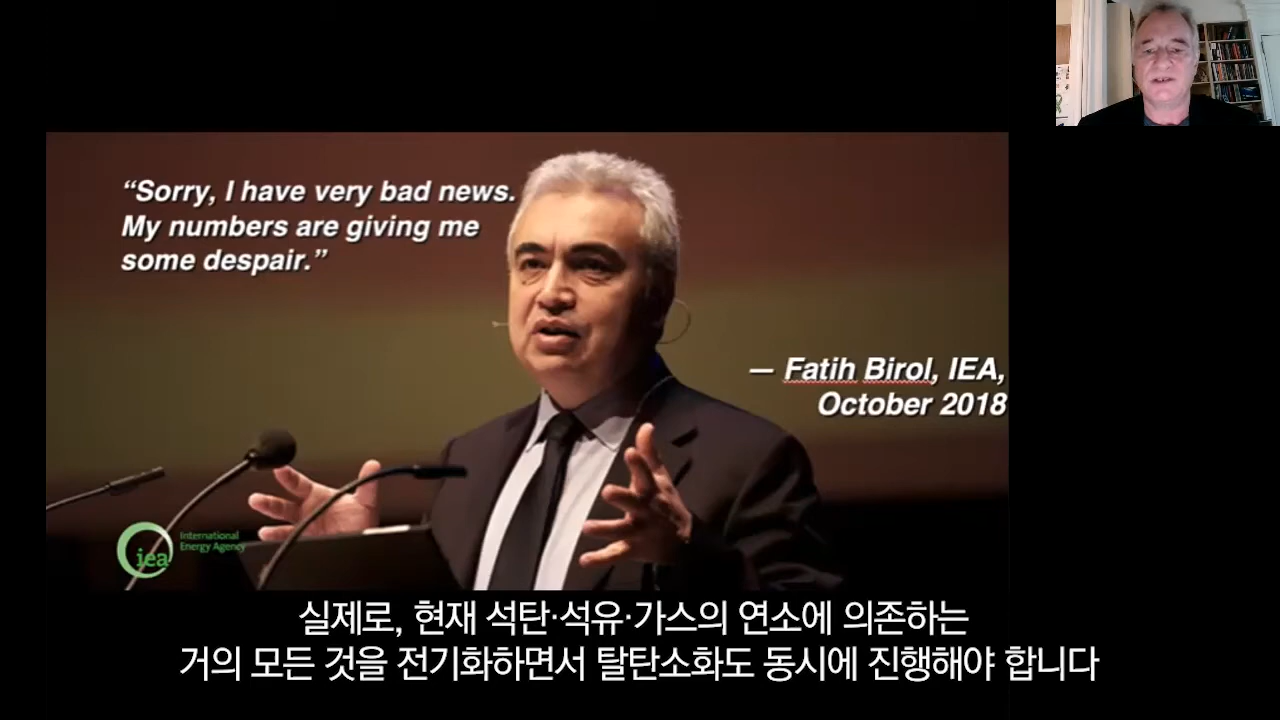 “Sorry, I have very bad news.
My numbers are giving me
some despair.”
— Fatih Birol, IEA,
October 2018
iea
International
Energy Agency
실제로, 현재 석탄·석유·가스의 연소에 의존하는
거의 모든 것을 전기화하면서 탈탄소화도 동시에 진행해야 합니다